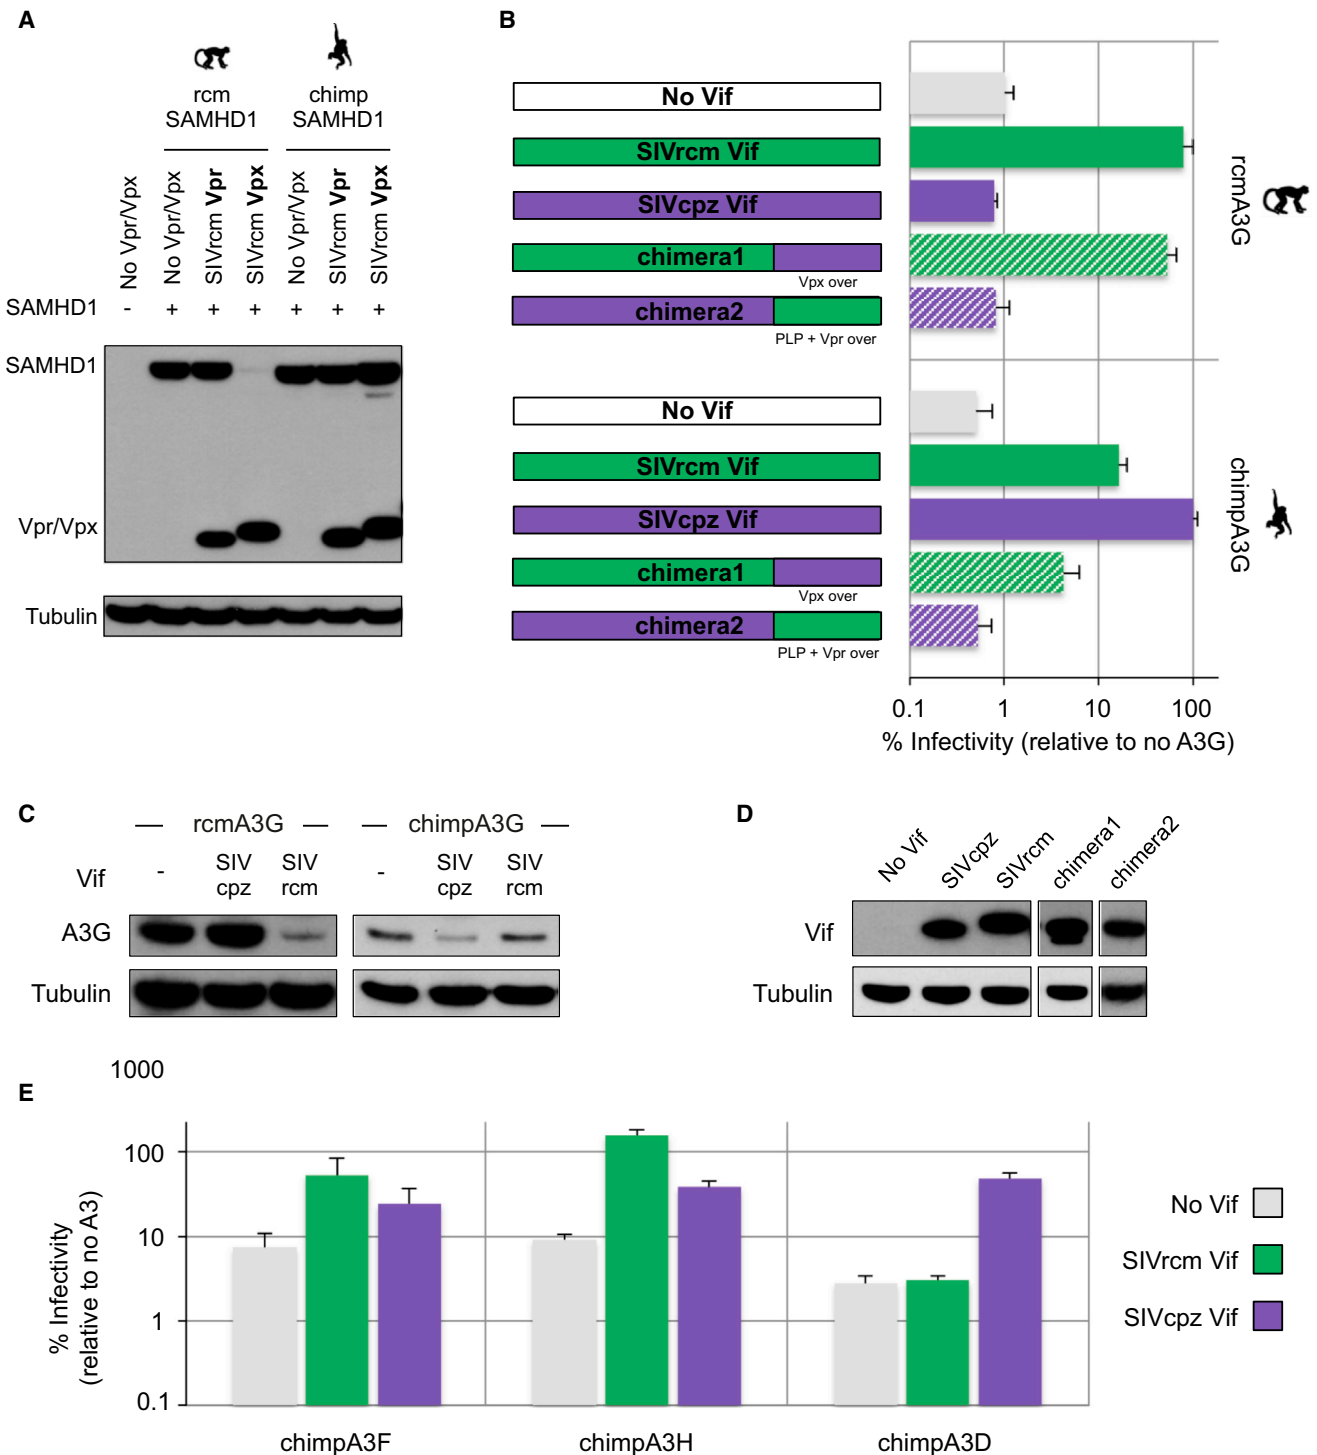 A
rcm
SAMHD1
chimp
SAMHD1
No Vpr/Vpx
No Vpr/Vpx
SIVrcm Vpr
SIVrcm Vpx
No Vpr/Vpx
SIVrcm Vpr
SIVrcm Vpx
SAMHD1 - + + + + + +
SAMHD1
Vpr/Vpx
Tubulin
B
No Vif
SIVrcm Vif
SIVcpz Vif
chimera1
Vpx over
chimera2
PLP + Vpr over
rcmA3G
No Vif
SIVrcm Vif
SIVcpz Vif
chimera1
Vpx over
chimera2
PLP + Vpr over
chimpA3G
0.1 1 10 100
% Infectivity (relative to no A3G)
C
rcmA3G
chimpA3G
Vif - SIV cpz SIV rcm - SIV cpz SIV rcm
A3G
Tubulin
D
No Vif
SIVcpz
SIVrcm
chimera1
chimera2
Vif
Tubulin
E
1000
100
10
1
0.1
% Infectivity
(relative to no A3)
chimpA3F
chimpA3H
chimpA3D
No Vif
SIVrcm Vif
SIVcpz Vif